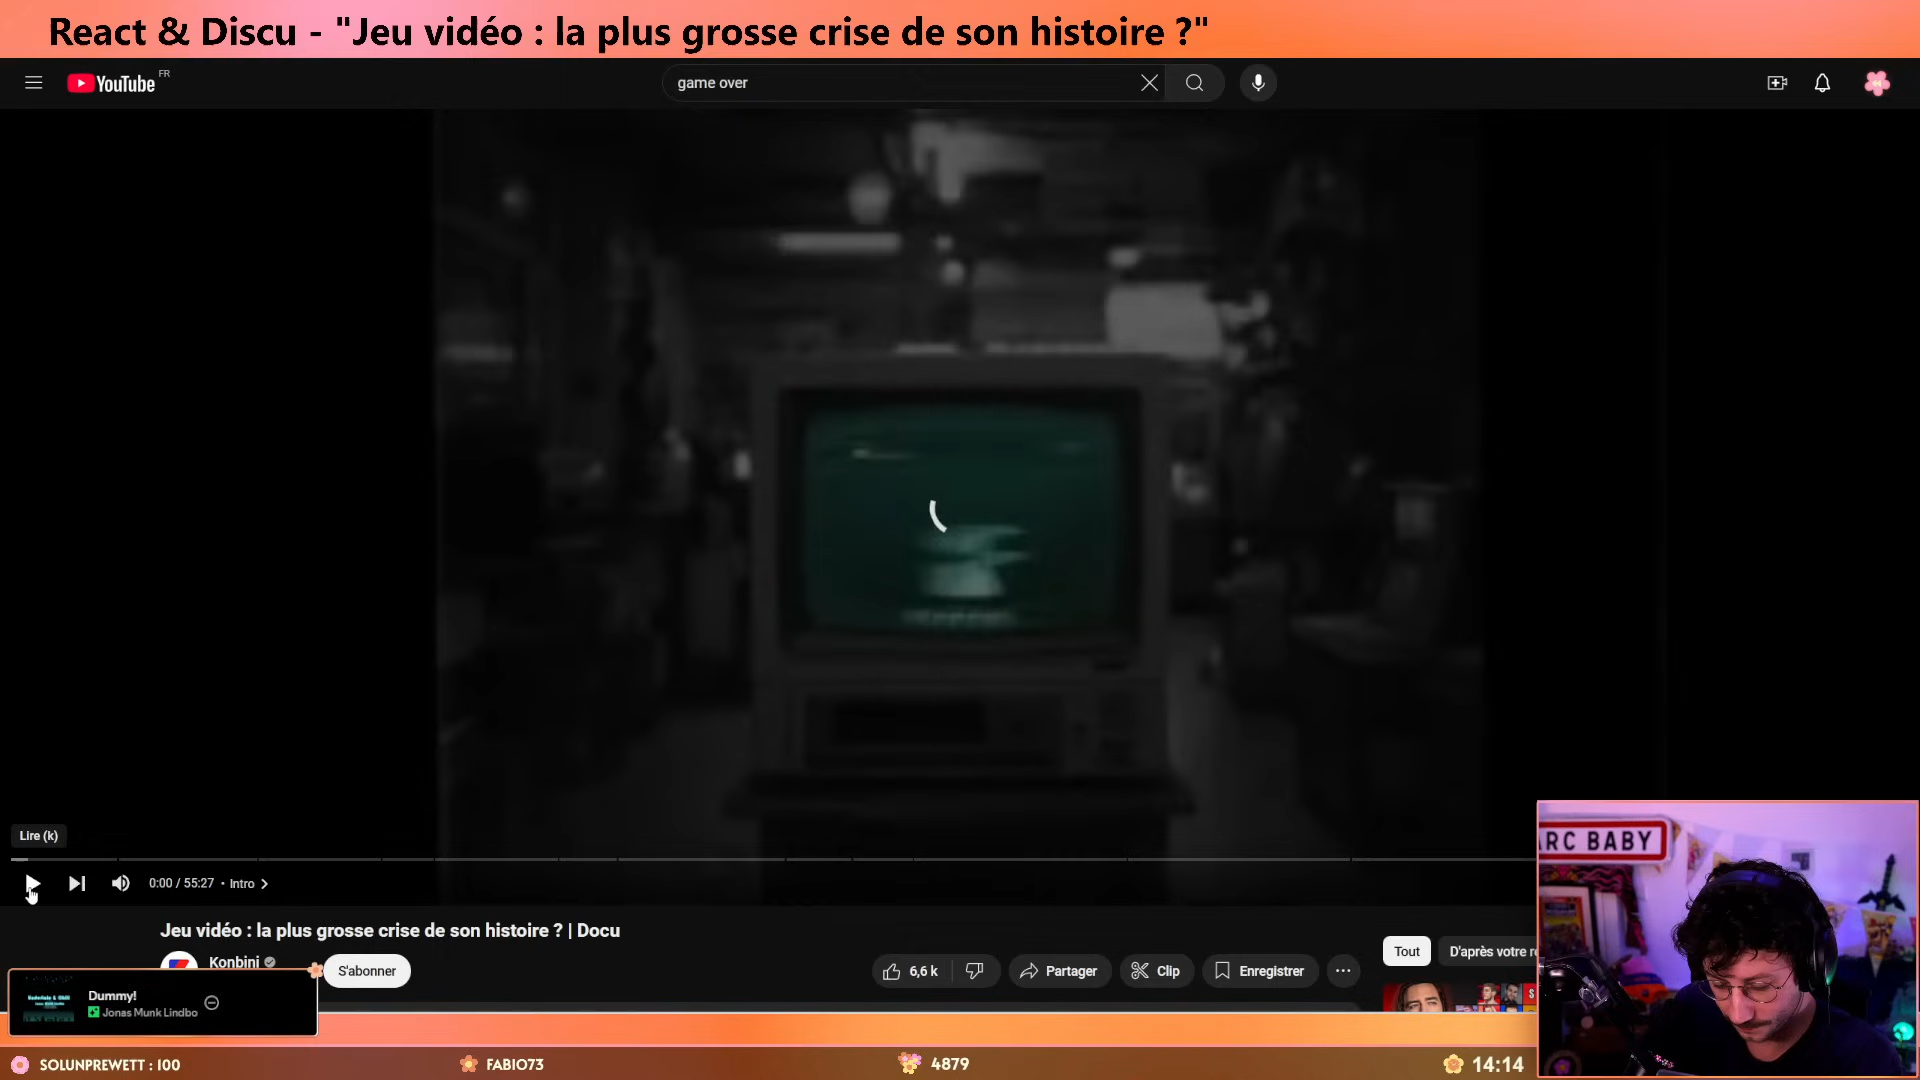 React & Discu - "Jeu vidéo : la plus grosse crise de son histoire ?"
YouTube FR
game over
Lire (k)
0:00 / 55:27 • Intro
Jeu vidéo : la plus grosse crise de son histoire ? | Docu
Konbini
S'abonner
6,6 k
Partager
Clip
Enregistrer
Tout
D'après votre re
Dummy!
Jonas Munk Lindbo
RC BABY
SOLUNPREWETT : 100
FABIO73
4879
14:14